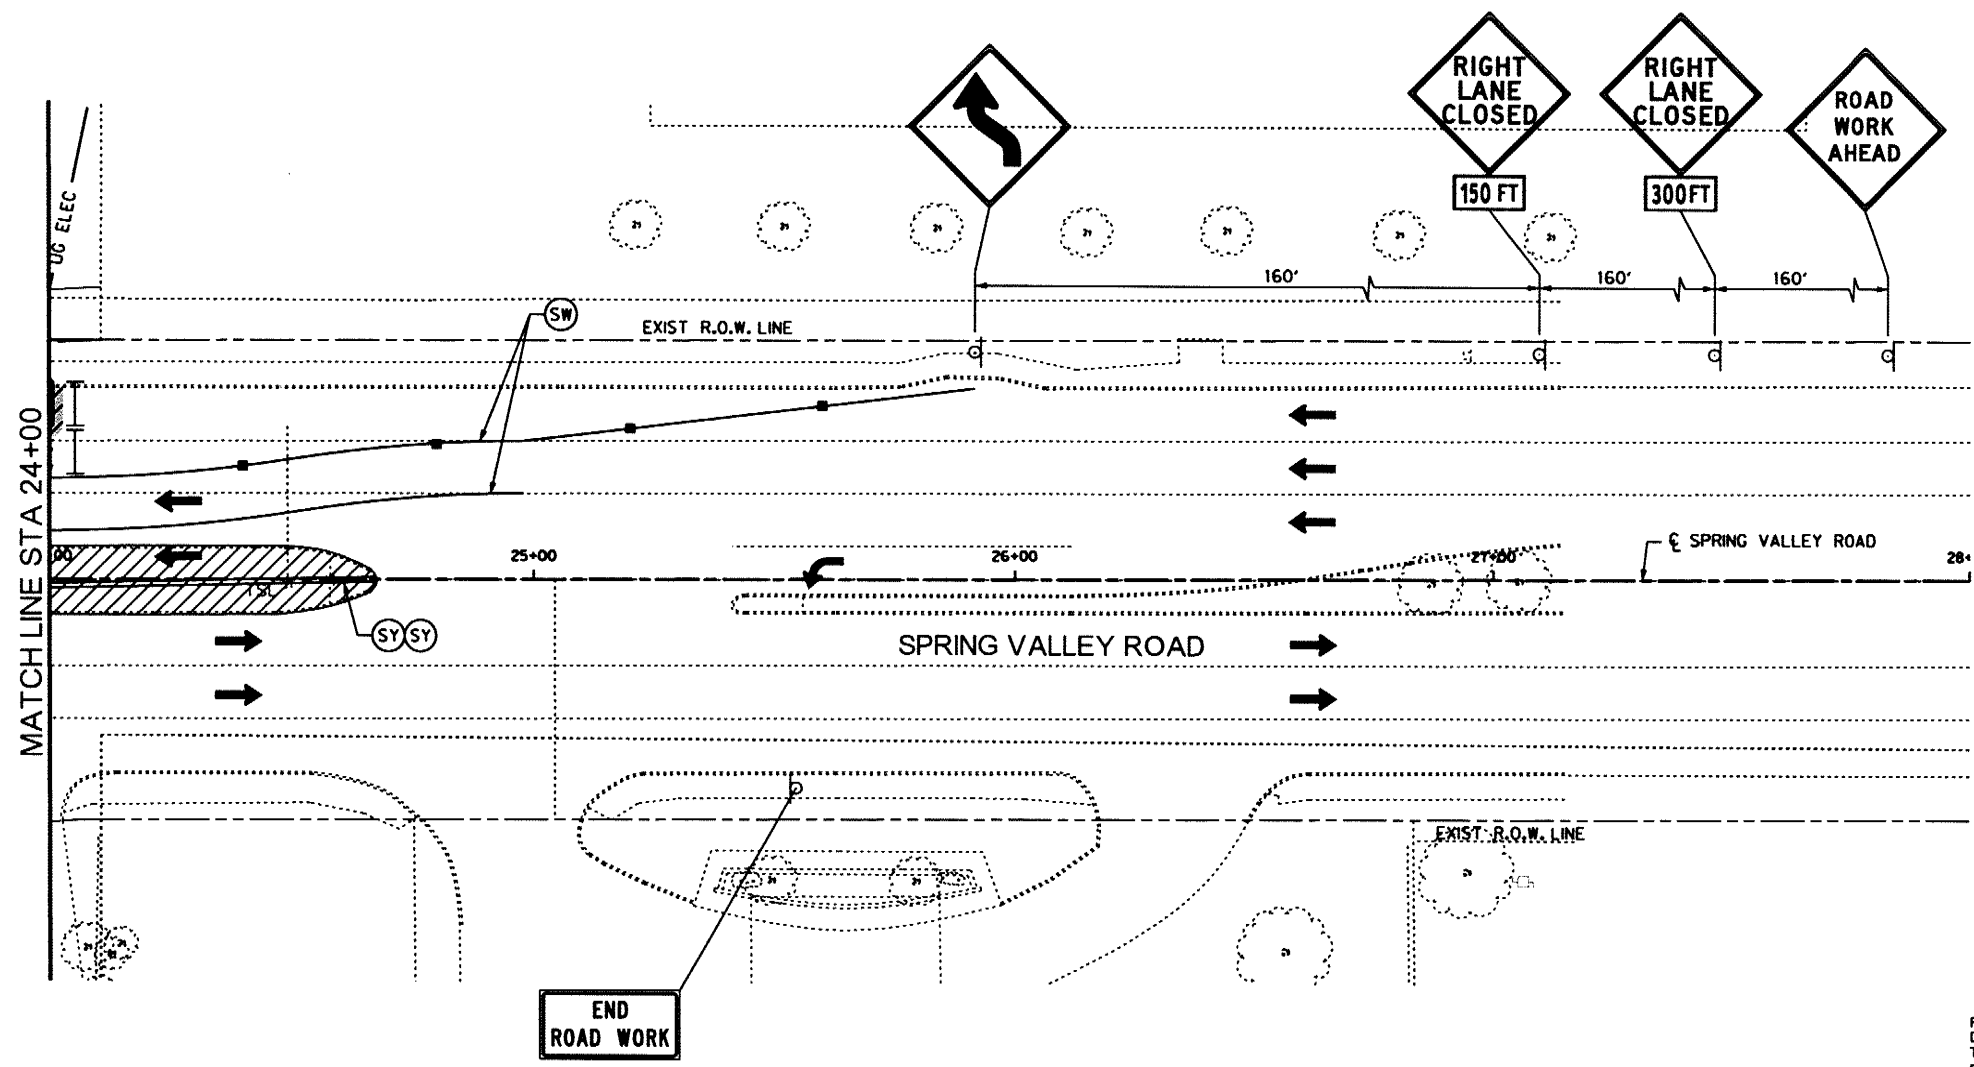 RIGHT
LANE
CLOSED
150 FT
RIGHT
LANE
CLOSED
300 FT
ROAD
WORK
AHEAD
UG ELEC
160'
160'
160'
SW
EXIST R.O.W. LINE
MATCH LINE STA 24+00
00
25+00
26+00
27+00
28+
℄ SPRING VALLEY ROAD
SY SY
SPRING VALLEY ROAD
EXIST R.O.W. LINE
END
ROAD WORK